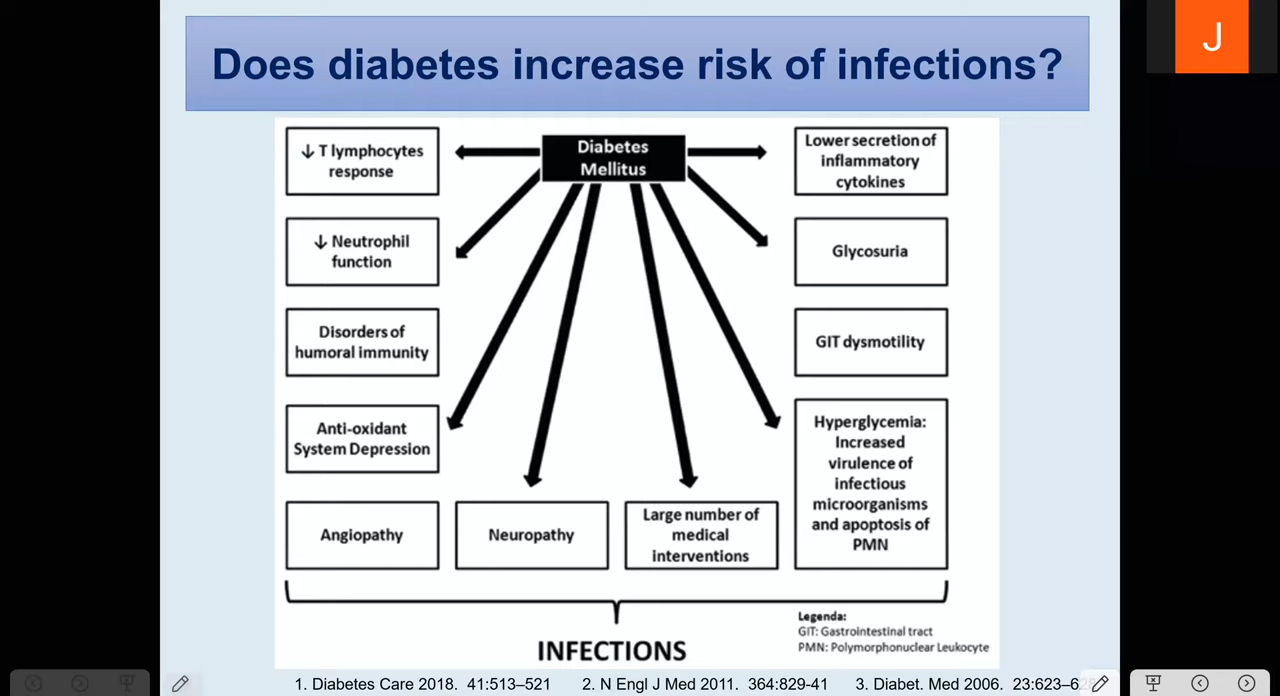 Does diabetes increase risk of infections?
J
Diabetes
Mellitus
↓ T lymphocytes
response
↓ Neutrophil
function
Disorders of
humoral immunity
Anti-oxidant
System Depression
Angiopathy
Neuropathy
Large number of
medical
interventions
Lower secretion of
inflammatory
cytokines
Glycosuria
GIT dysmotility
Hyperglycemia:
Increased
virulence of
infectious
microorganisms
and apoptosis of
PMN
INFECTIONS
Legenda:
GIT: Gastrointestinal tract
PMN: Polymorphonuclear Leukocyte
1. Diabetes Care 2018. 41:513–521 2. N Engl J Med 2011. 364:829-41 3. Diabet. Med 2006.